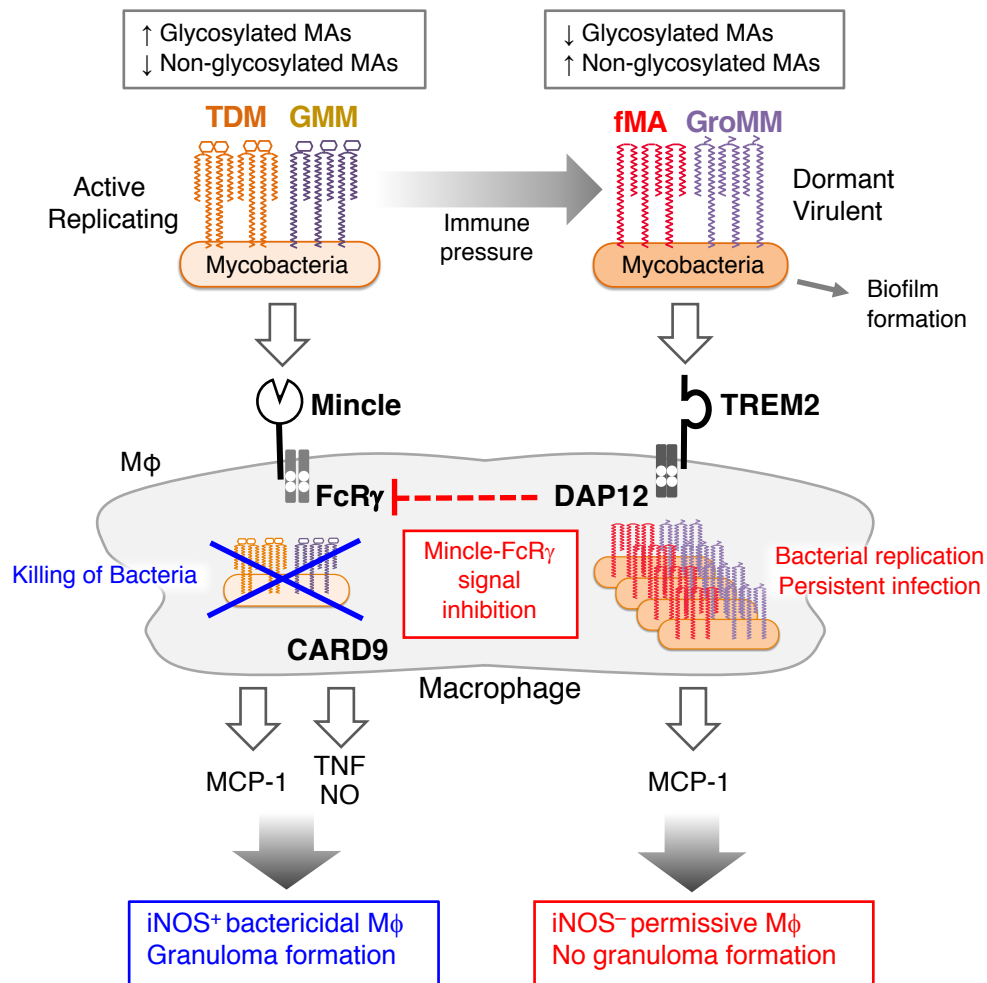 ↑ Glycosylated MAs
↓ Non-glycosylated MAs
↓ Glycosylated MAs
↑ Non-glycosylated MAs
TDM GMM
fMA GroMM
Active
Replicating
Immune
pressure
Dormant
Virulent
Mycobacteria
Mycobacteria
Biofilm
formation
Mincle
TREM2
Mϕ
FcRγ
DAP12
Killing of Bacteria
Mincle-FcRγ
signal
inhibition
Bacterial replication
Persistent infection
CARD9
Macrophage
MCP-1
TNF
NO
MCP-1
iNOS⁺ bactericidal Mϕ
Granuloma formation
iNOS⁻ permissive Mϕ
No granuloma formation